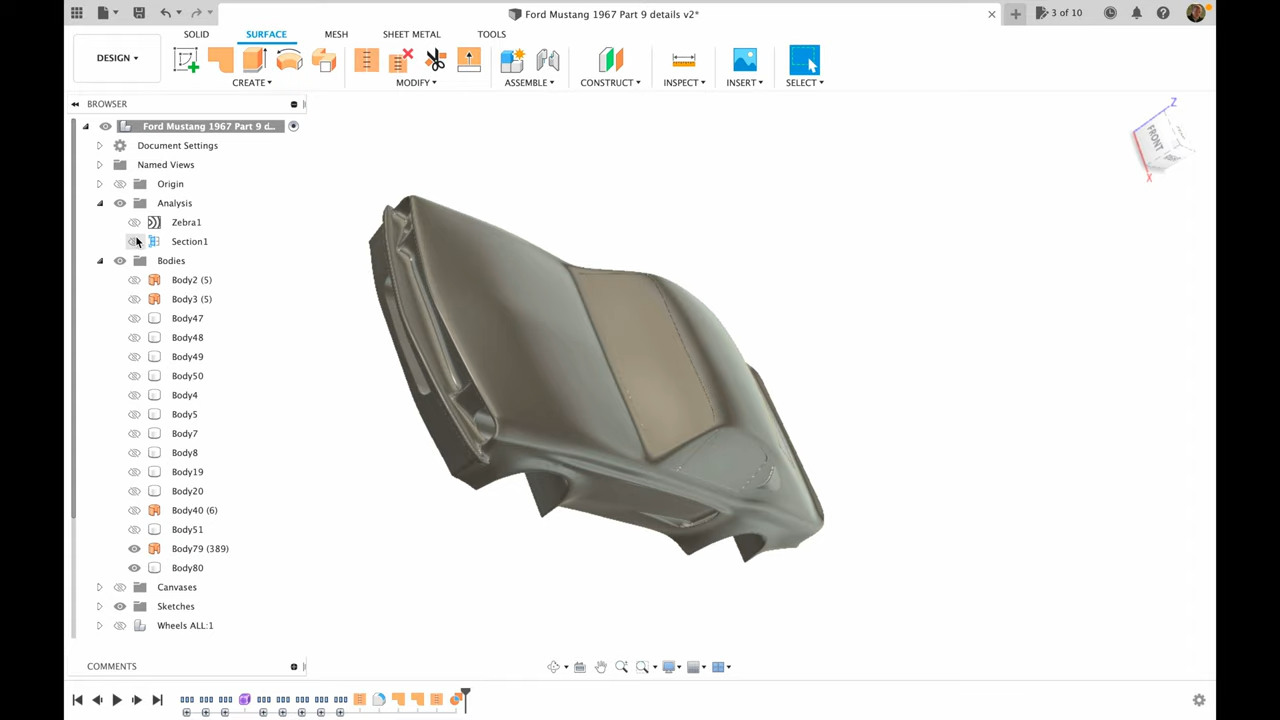 Ford Mustang 1967 Part 9 details v2*
3 of 10
DESIGN
SOLID
SURFACE
MESH
SHEET METAL
TOOLS
CREATE
MODIFY
ASSEMBLE
CONSTRUCT
INSPECT
INSERT
SELECT
BROWSER
Ford Mustang 1967 Part 9 d...
Document Settings
Named Views
Origin
Analysis
Zebra1
Section1
Bodies
Body2 (5)
Body3 (5)
Body47
Body48
Body49
Body50
Body4
Body5
Body7
Body8
Body19
Body20
Body40 (6)
Body51
Body79 (389)
Body80
Canvases
Sketches
Wheels ALL:1
Z
FRONT
X
COMMENTS